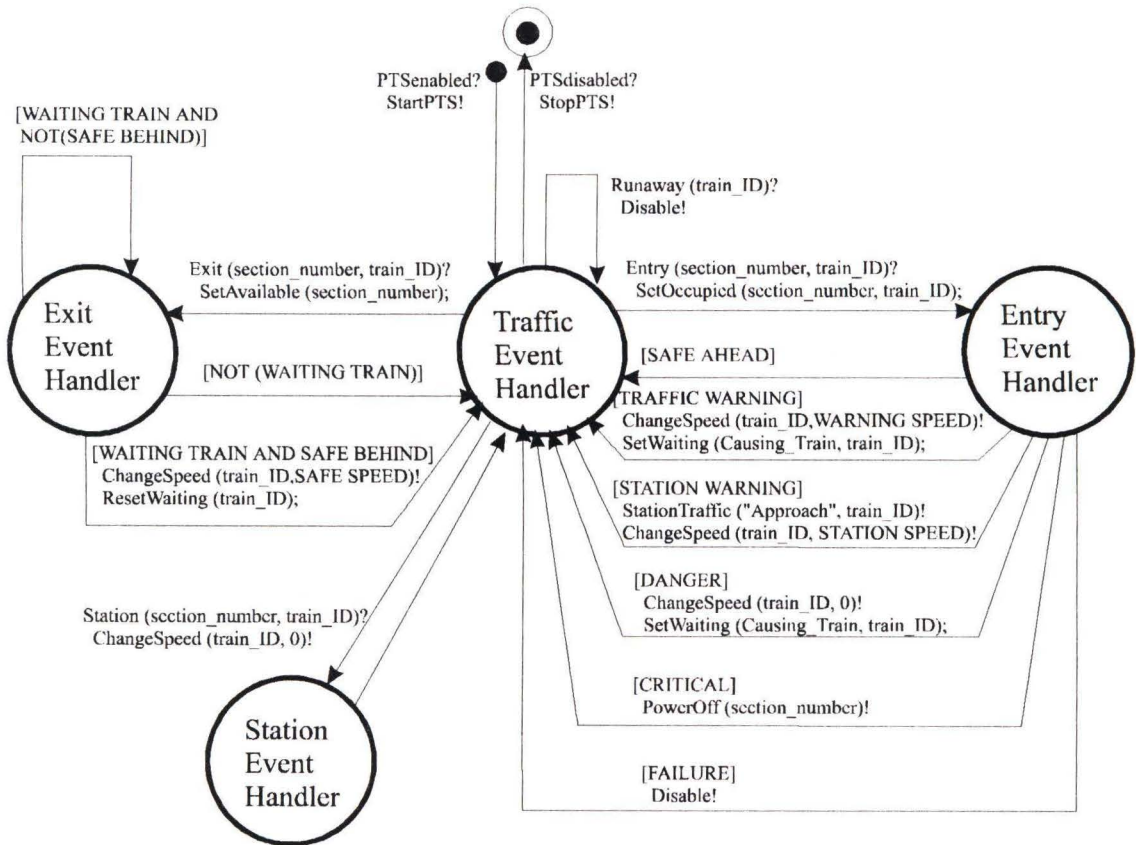 PTSenabled?
StartPTS!
PTSdisabled?
StopPTS!
[WAITING TRAIN AND
NOT(SAFE BEHIND)]
Runaway (train_ID)?
Disable!
Exit (section_number, train_ID)?
SetAvailable (section_number);
Entry (section_number, train_ID)?
SetOccupied (section_number, train_ID);
Exit
Event
Handler
Traffic
Event
Handler
Entry
Event
Handler
[NOT (WAITING TRAIN)]
[SAFE AHEAD]
[TRAFFIC WARNING]
ChangeSpeed (train_ID,WARNING SPEED)!
SetWaiting (Causing_Train, train_ID);
[WAITING TRAIN AND SAFE BEHIND]
ChangeSpeed (train_ID,SAFE SPEED)!
ResetWaiting (train_ID);
[STATION WARNING]
StationTraffic ("Approach", train_ID)!
ChangeSpeed (train_ID, STATION SPEED)!
[DANGER]
ChangeSpeed (train_ID, 0)!
SetWaiting (Causing_Train, train_ID);
Station (section_number, train_ID)?
ChangeSpeed (train_ID, 0)!
[CRITICAL]
PowerOff (section_number)!
Station
Event
Handler
[FAILURE]
Disable!